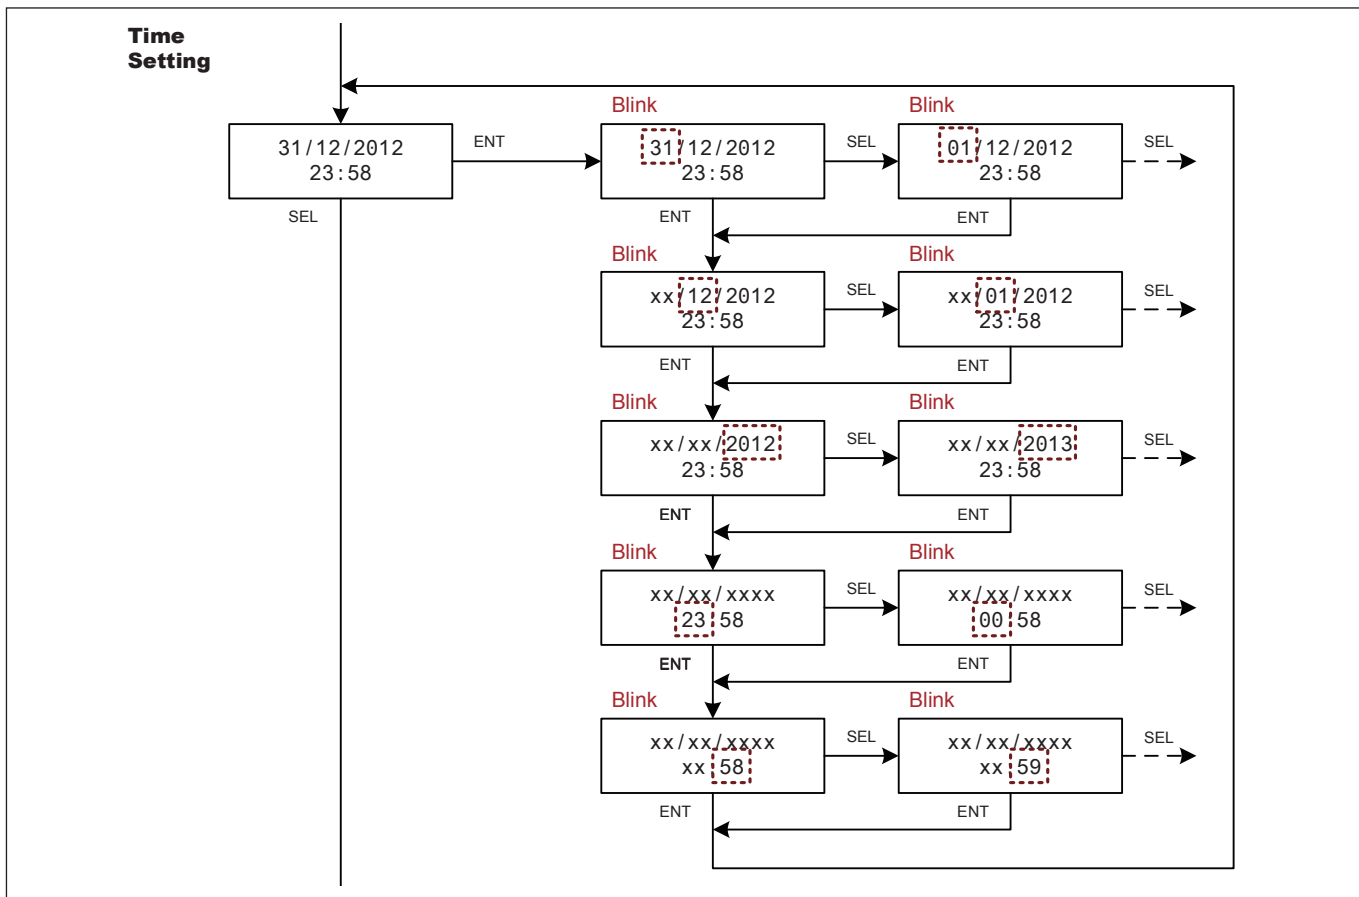 Time
Setting
Blink
Blink
31/12/2012
23:58
ENT
31/12/2012
23:58
SEL
01/12/2012
23:58
SEL
SEL
ENT
ENT
Blink
Blink
xx/12/2012
23:58
SEL
xx/01/2012
23:58
SEL
ENT
ENT
Blink
Blink
xx/xx/2012
23:58
SEL
xx/xx/2013
23:58
SEL
ENT
ENT
Blink
Blink
xx/xx/xxxx
23:58
SEL
xx/xx/xxxx
00:58
SEL
ENT
ENT
Blink
Blink
xx/xx/xxxx
xx:58
SEL
xx/xx/xxxx
xx:59
SEL
ENT
ENT